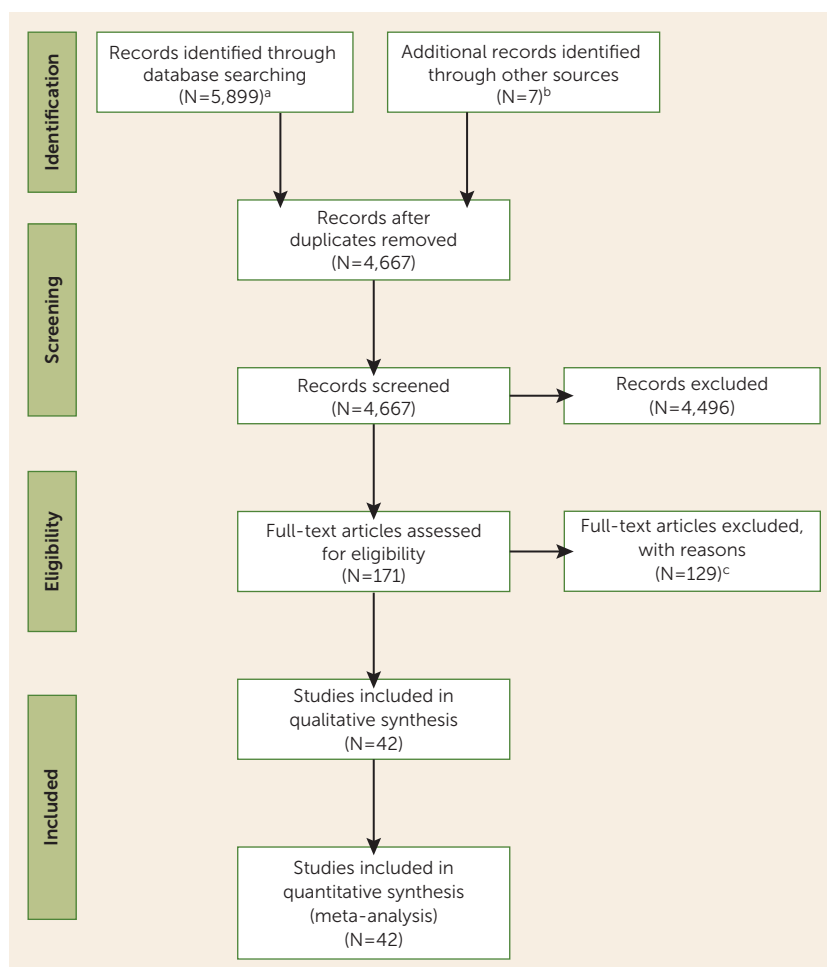 Identification
Records identified through
database searching
(N=5,899)a
Additional records identified
through other sources
(N=7)b
Screening
Records after
duplicates removed
(N=4,667)
Records screened
(N=4,667)
Records excluded
(N=4,496)
Eligibility
Full-text articles assessed
for eligibility
(N=171)
Full-text articles excluded,
with reasons
(N=129)c
Included
Studies included in
qualitative synthesis
(N=42)
Studies included in
quantitative synthesis
(meta-analysis)
(N=42)